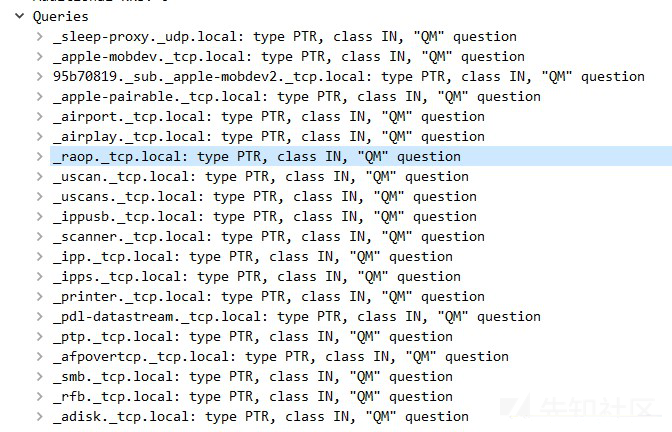 Queries
_sleep-proxy._udp.local: type PTR, class IN, "QM" question
_apple-mobdev._tcp.local: type PTR, class IN, "QM" question
95b70819._sub._apple-mobdev2._tcp.local: type PTR, class IN, "QM" question
_apple-pairable._tcp.local: type PTR, class IN, "QM" question
_airport._tcp.local: type PTR, class IN, "QM" question
_airplay._tcp.local: type PTR, class IN, "QM" question
_raop._tcp.local: type PTR, class IN, "QM" question
_uscan._tcp.local: type PTR, class IN, "QM" question
_uscans._tcp.local: type PTR, class IN, "QM" question
_ippusb._tcp.local: type PTR, class IN, "QM" question
_scanner._tcp.local: type PTR, class IN, "QM" question
_ipp._tcp.local: type PTR, class IN, "QM" question
_ipps._tcp.local: type PTR, class IN, "QM" question
_printer._tcp.local: type PTR, class IN, "QM" question
_pdl-datastream._tcp.local: type PTR, class IN, "QM" question
_ptp._tcp.local: type PTR, class IN, "QM" question
_afpovertcp._tcp.local: type PTR, class IN, "QM" question
_smb._tcp.local: type PTR, class IN, "QM" question
_rfb._tcp.local: type PTR, class IN, "QM" question
_adisk._tcp.local: type PTR, class IN, "QM" question
先知社区